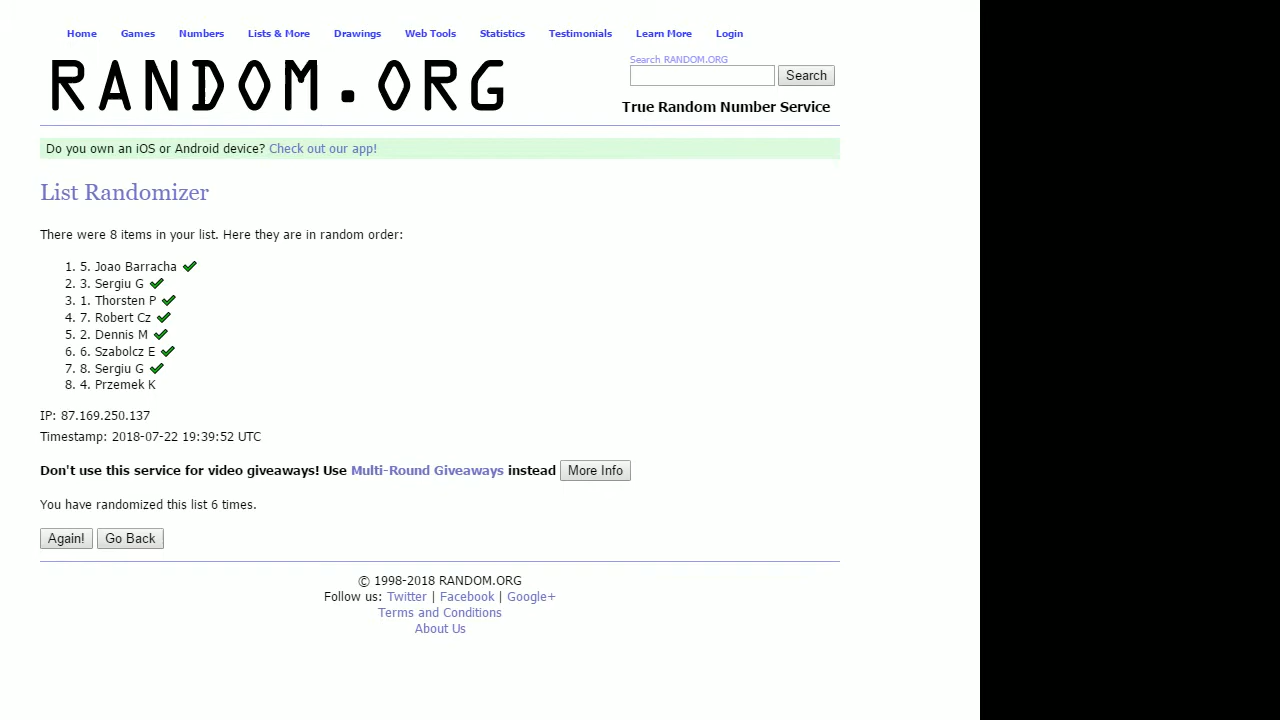 Home Games Numbers Lists & More Drawings Web Tools Statistics Testimonials Learn More Login
RANDOM.ORG
Search RANDOM.ORG
Search
True Random Number Service
Do you own an iOS or Android device? Check out our app!
List Randomizer
There were 8 items in your list. Here they are in random order:
1. 5. Joao Barracha
2. 3. Sergiu G
3. 1. Thorsten P
4. 7. Robert Cz
5. 2. Dennis M
6. 6. Szabolcz E
7. 8. Sergiu G
8. 4. Przemek K
IP: 87.169.250.137
Timestamp: 2018-07-22 19:39:52 UTC
Don't use this service for video giveaways! Use Multi-Round Giveaways instead More Info
You have randomized this list 6 times.
Again! Go Back
© 1998-2018 RANDOM.ORG
Follow us: Twitter | Facebook | Google+
Terms and Conditions
About Us